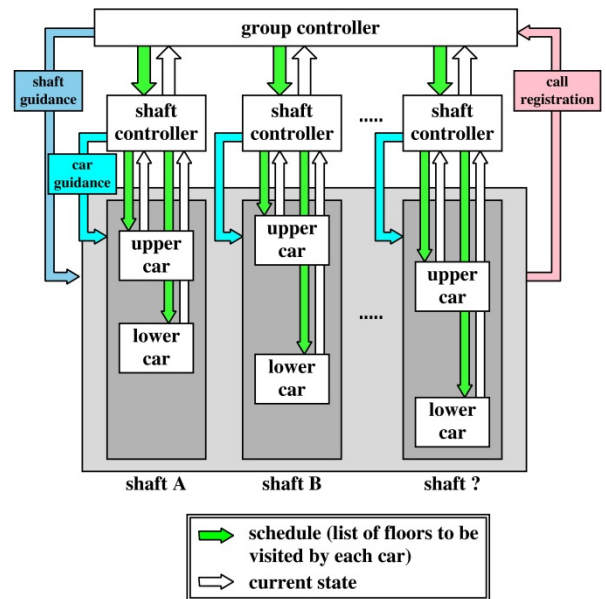 group controller
shaft
guidance
call
registration
shaft
controller
shaft
controller
.....
shaft
controller
car
guidance
upper
car
upper
car
upper
car
lower
car
.....
lower
car
lower
car
shaft A
shaft B
shaft ?
schedule (list of floors to be
visited by each car)
current state